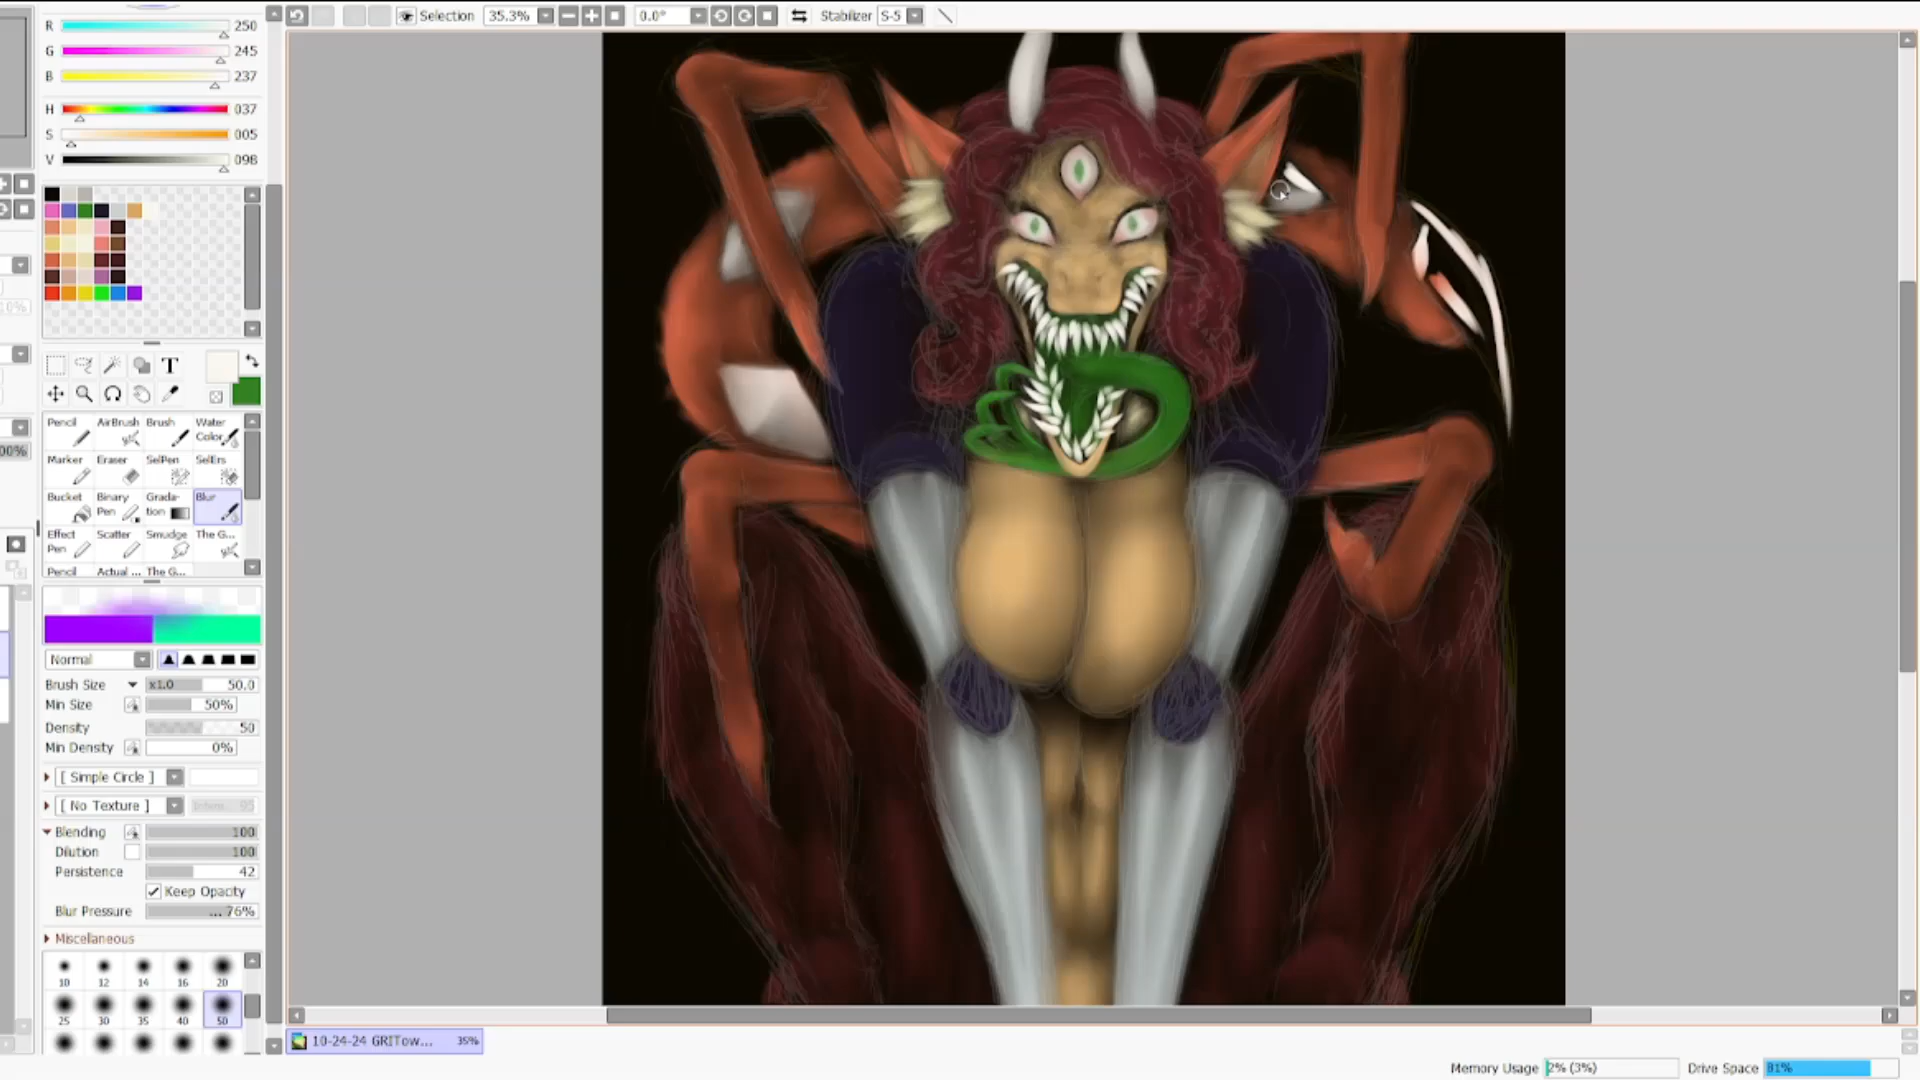 Selection 35.3% 0.0° Stabilizer S-5
R 250
G 245
B 237
H 037
S 005
V 098
T
00%
Pencil AirBrush Brush Water Color
Marker Eraser SelPen SelErs
Bucket Binary Pen Grada-tion Blur
Effect Pen Scatter Smudge The G...
Pencil Actual ... The G...
Normal
Brush Size x1.0 50.0
Min Size 50%
Density 50
Min Density 0%
[ Simple Circle ]
[ No Texture ]
Blending 100
Dilution 100
Persistence 42
Keep Opacity
Blur Pressure ... 76%
Miscellaneous
10 12 14 16 20
25 30 35 40 50
10-24-24 GRITow... 35%
Memory Usage 2% (3%) Drive Space 81%